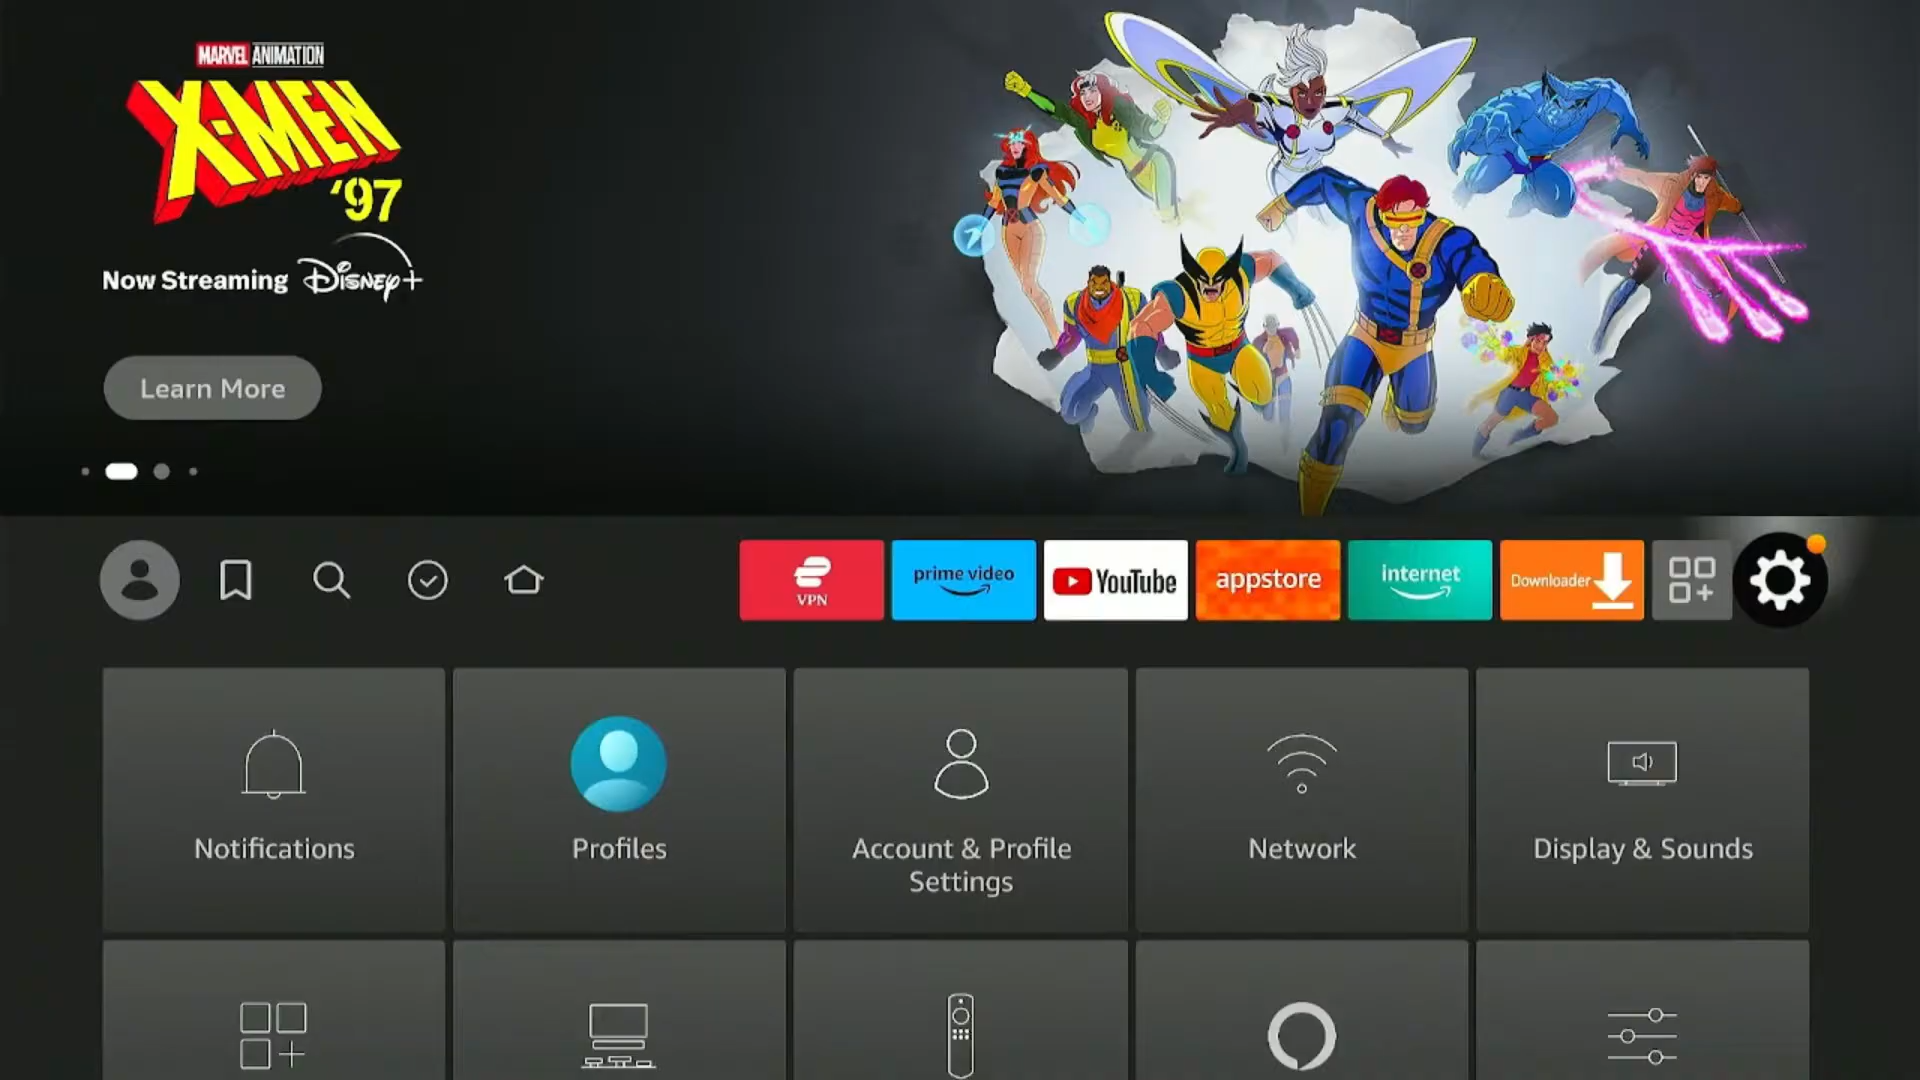 MARVEL ANIMATION
X-MEN
'97
Now Streaming Disney+
Learn More
VPN
prime video
YouTube
appstore
internet
Downloader
Notifications
Profiles
Account & Profile
Settings
Network
Display & Sounds